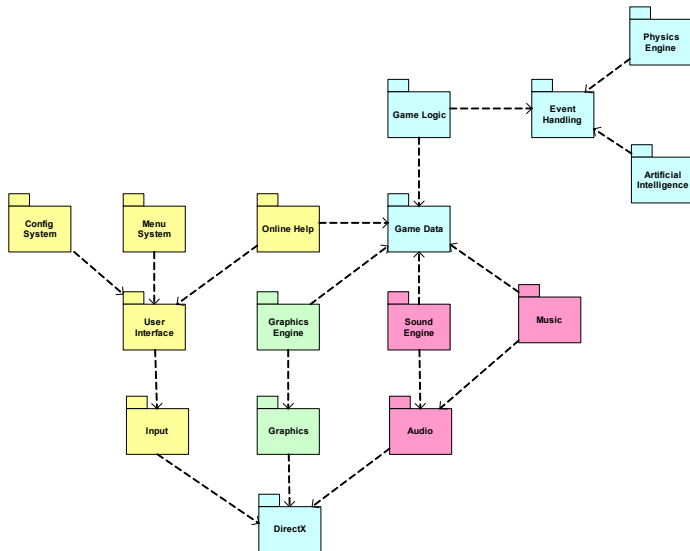 Physics
Engine
Game Logic
Event
Handling
Artificial
Intelligence
Config
System
Menu
System
Online Help
Game Data
User
Interface
Graphics
Engine
Sound
Engine
Music
Input
Graphics
Audio
DirectX